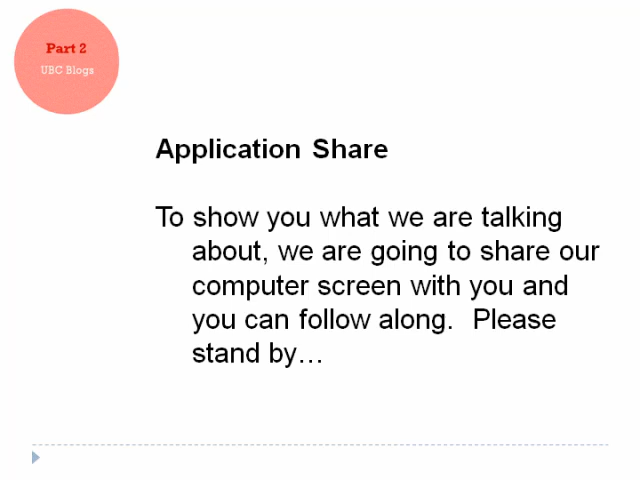 Part 2
UBC Blogs
Application Share
To show you what we are talking
about, we are going to share our
computer screen with you and
you can follow along.  Please
stand by…